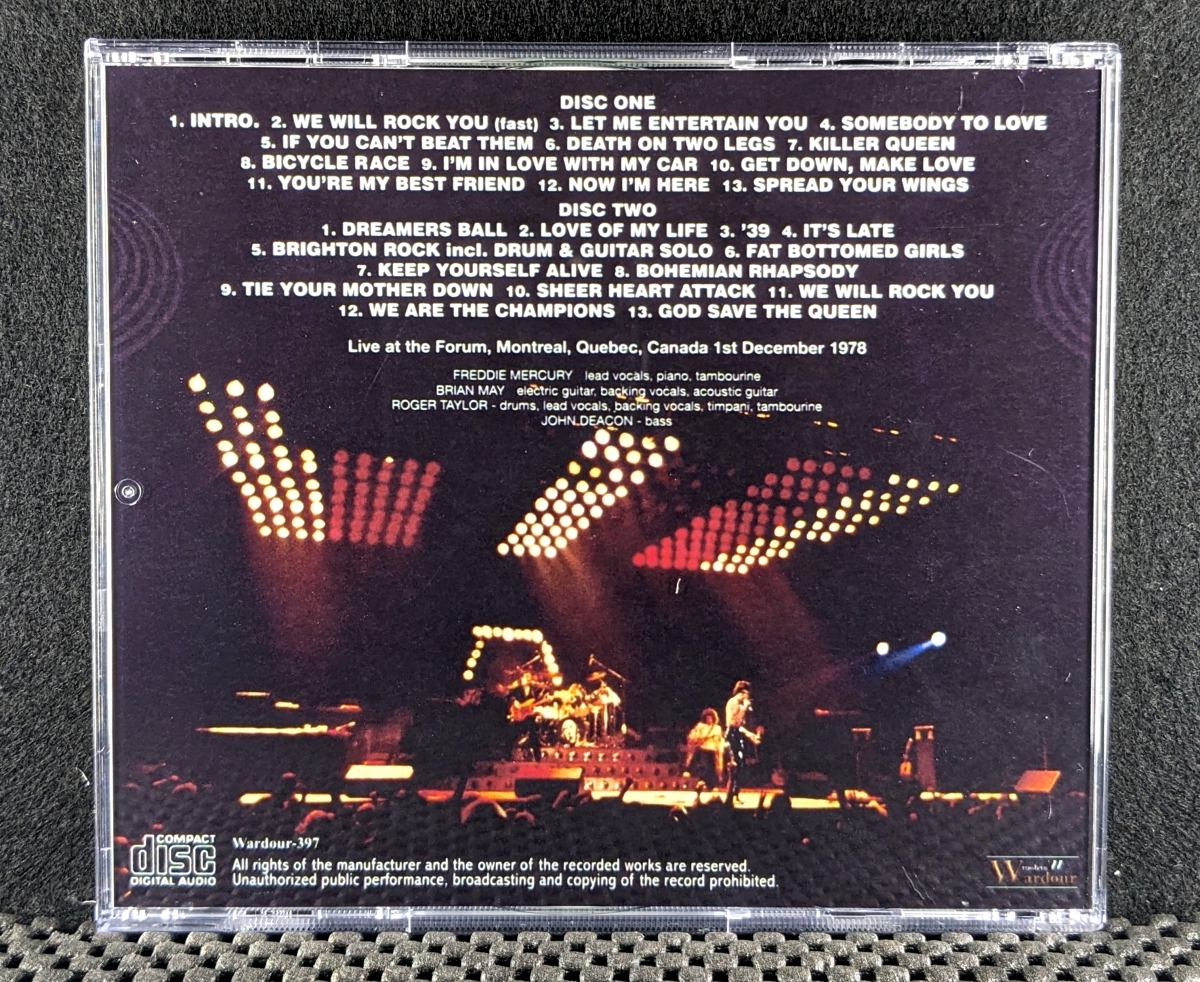 DISC ONE
1. INTRO. 2. WE WILL ROCK YOU (fast) 3. LET ME ENTERTAIN YOU 4. SOMEBODY TO LOVE
5. IF YOU CAN'T BEAT THEM 6. DEATH ON TWO LEGS 7. KILLER QUEEN
8. BICYCLE RACE 9. I'M IN LOVE WITH MY CAR 10. GET DOWN, MAKE LOVE
11. YOU'RE MY BEST FRIEND 12. NOW I'M HERE 13. SPREAD YOUR WINGS
DISC TWO
1. DREAMERS BALL 2. LOVE OF MY LIFE 3. '39 4. IT'S LATE
5. BRIGHTON ROCK incl. DRUM & GUITAR SOLO 6. FAT BOTTOMED GIRLS
7. KEEP YOURSELF ALIVE 8. BOHEMIAN RHAPSODY
9. TIE YOUR MOTHER DOWN 10. SHEER HEART ATTACK 11. WE WILL ROCK YOU
12. WE ARE THE CHAMPIONS 13. GOD SAVE THE QUEEN
Live at the Forum, Montreal, Quebec, Canada 1st December 1978
FREDDIE MERCURY lead vocals, piano, tambourine
BRIAN MAY electric guitar, backing vocals, acoustic guitar
ROGER TAYLOR - drums, lead vocals, backing vocals, timpani, tambourine
JOHN DEACON - bass
COMPACT
disc
DIGITAL AUDIO
Wardour-397
All rights of the manufacturer and the owner of the recorded works are reserved.
Unauthorized public performance, broadcasting and copying of the record prohibited.
Wardour